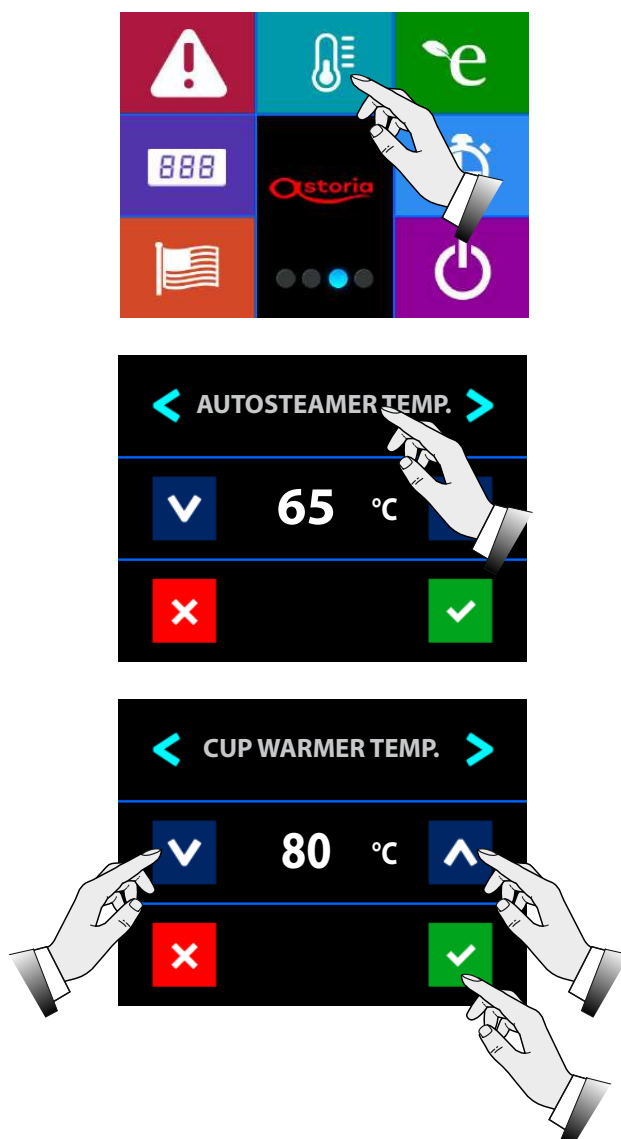 e
888
astoria
< AUTOSTEAMER TEMP. >
65 °C
< CUP WARMER TEMP. >
80 °C